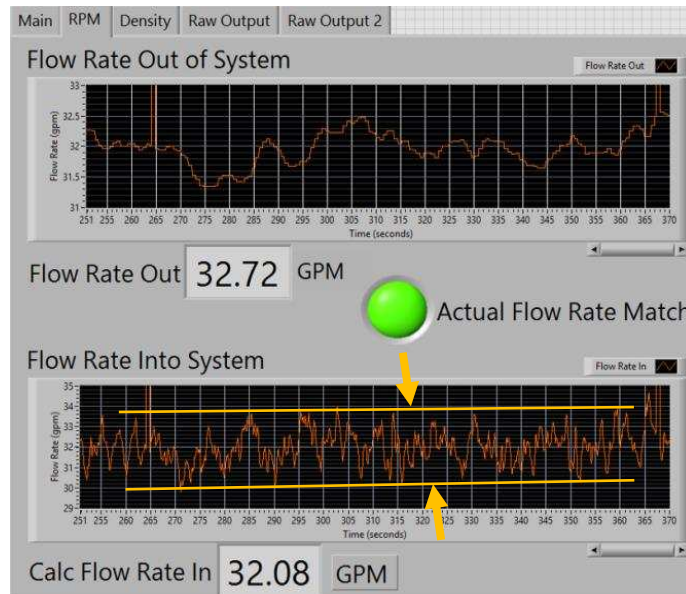 Main RPM Density Raw Output Raw Output 2
Flow Rate Out of System
Flow Rate Out
33
32.5
32
31.5
31
Flow Rate (gpm)
251 255 260 265 270 275 280 285 290 295 300 305 310 315 320 325 330 335 340 345 350 355 360 365 370
Time (seconds)
Flow Rate Out 32.72 GPM
Actual Flow Rate Match
Flow Rate Into System
Flow Rate In
35
34
33
32
31
30
29
Flow Rate (gpm)
251 255 260 265 270 275 280 285 290 295 300 305 310 315 320 325 330 335 340 345 350 355 360 365 370
Time (seconds)
Calc Flow Rate In 32.08 GPM